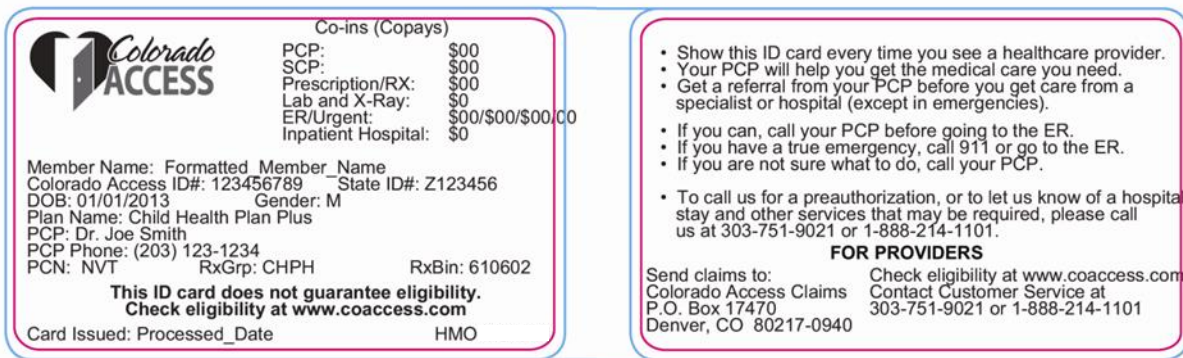 Colorado
ACCESS
Co-ins (Copays)
PCP: $00
SCP: $00
Prescription/RX: $00
Lab and X-Ray: $0
ER/Urgent: $00/$00/$00/00
Inpatient Hospital: $0
Member Name: Formatted_Member_Name
Colorado Access ID#: 123456789 State ID#: Z123456
DOB: 01/01/2013 Gender: M
Plan Name: Child Health Plan Plus
PCP: Dr. Joe Smith
PCP Phone: (203) 123-1234
PCN: NVT RxGrp: CHPH RxBin: 610602
This ID card does not guarantee eligibility.
Check eligibility at www.coaccess.com
Card Issued: Processed_Date HMO
• Show this ID card every time you see a healthcare provider.
• Your PCP will help you get the medical care you need.
• Get a referral from your PCP before you get care from a
specialist or hospital (except in emergencies).
• If you can, call your PCP before going to the ER.
• If you have a true emergency, call 911 or go to the ER.
• If you are not sure what to do, call your PCP.
• To call us for a preauthorization, or to let us know of a hospital
stay and other services that may be required, please call
us at 303-751-9021 or 1-888-214-1101.
FOR PROVIDERS
Send claims to:
Colorado Access Claims
P.O. Box 17470
Denver, CO 80217-0940
Check eligibility at www.coaccess.com
Contact Customer Service at
303-751-9021 or 1-888-214-1101